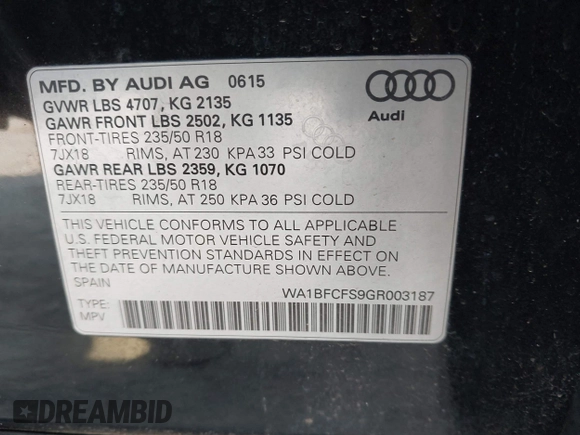 MFD. BY AUDI AG 0615
GVWR LBS 4707, KG 2135
GAWR FRONT LBS 2502, KG 1135
FRONT-TIRES 235/50 R18
7JX18 RIMS, AT 230 KPA 33 PSI COLD
GAWR REAR LBS 2359, KG 1070
REAR-TIRES 235/50 R18
7JX18 RIMS, AT 250 KPA 36 PSI COLD
Audi
THIS VEHICLE CONFORMS TO ALL APPLICABLE
U.S. FEDERAL MOTOR VEHICLE SAFETY AND
THEFT PREVENTION STANDARDS IN EFFECT ON
THE DATE OF MANUFACTURE SHOWN ABOVE.
SPAIN
WA1BFCFS9GR003187
TYPE:
MPV
DREAMBID